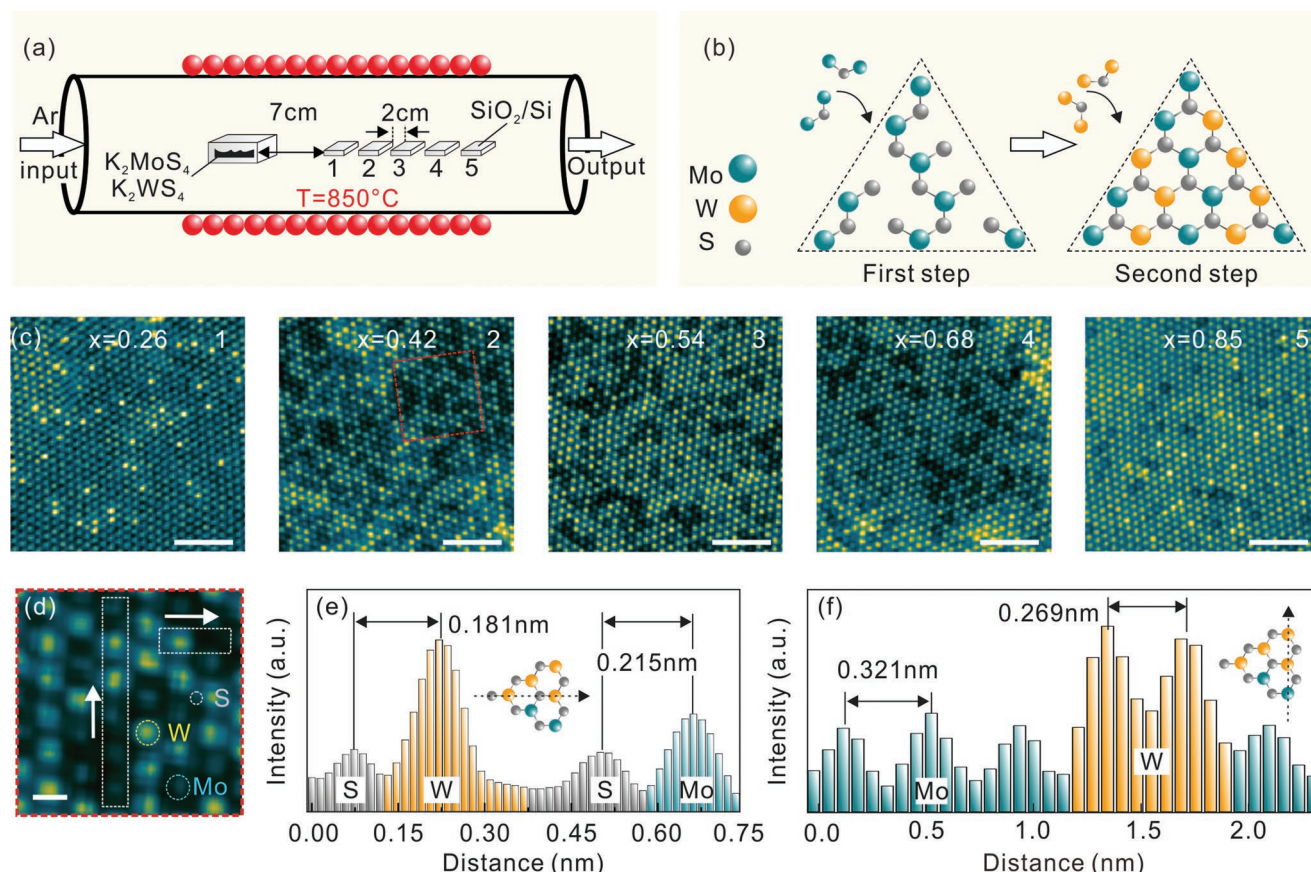 (a)
Ar
input
7cm
2cm
SiO₂/Si
K₂MoS₄
K₂WS₄
1 2 3 4 5
T=850°C
Output
(b)
Mo
W
S
First step
Second step
(c)
x=0.26 1
x=0.42 2
x=0.54 3
x=0.68 4
x=0.85 5
(d)
S
W
Mo
(e)
Intensity (a.u.)
0.181nm
0.215nm
S W S Mo
0.00 0.15 0.30 0.45 0.60 0.75
Distance (nm)
(f)
Intensity (a.u.)
0.269nm
0.321nm
Mo W
0.0 0.5 1.0 1.5 2.0
Distance (nm)